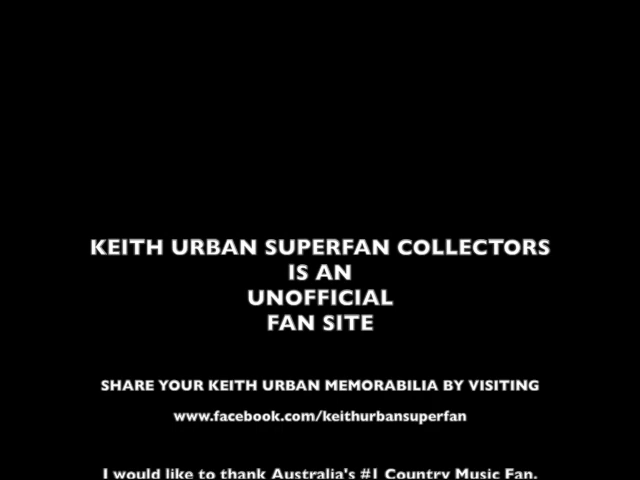 KEITH URBAN SUPERFAN COLLECTORS
IS AN
UNOFFICIAL
FAN SITE
SHARE YOUR KEITH URBAN MEMORABILIA BY VISITING
www.facebook.com/keithurbansuperfan
I would like to thank Australia's #1 Country Music Fan.